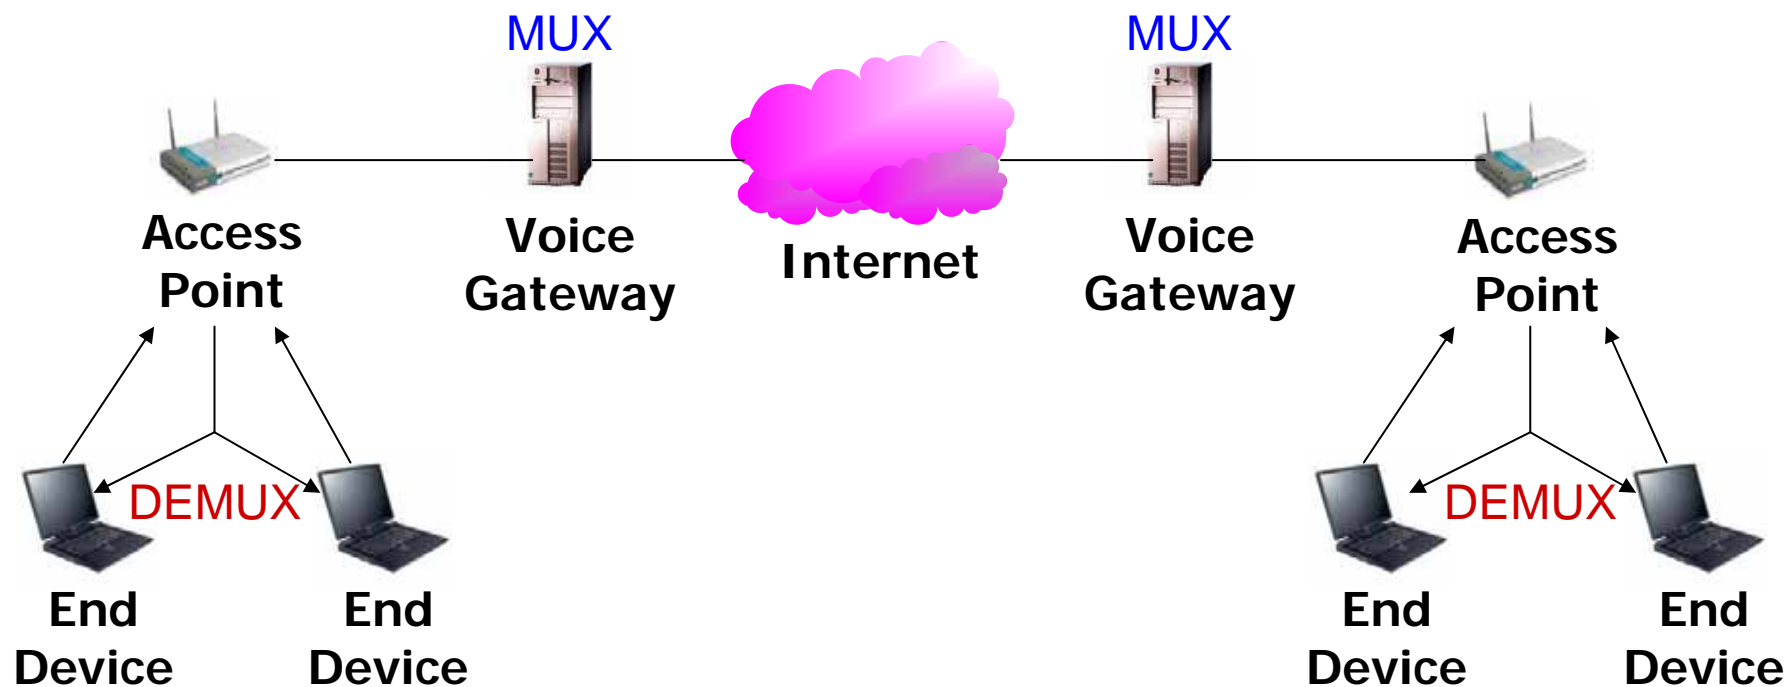 MUX
MUX
Access
Point
Voice
Gateway
Internet
Voice
Gateway
Access
Point
DEMUX
DEMUX
End
Device
End
Device
End
Device
End
Device